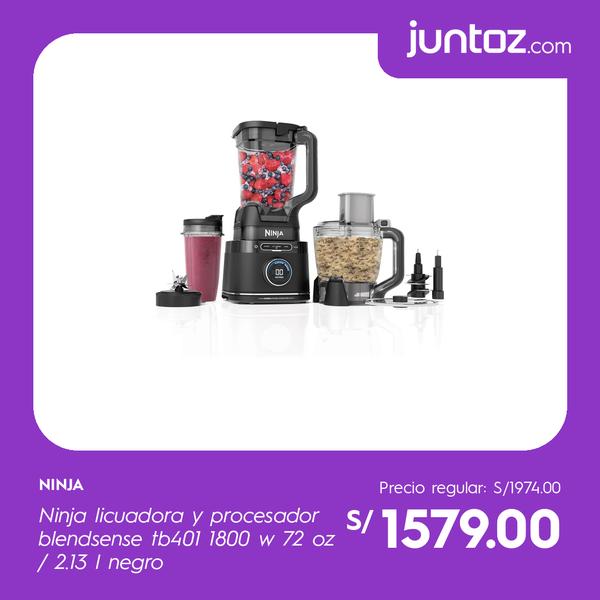 juntoz.com
NINJA
NINJA
Precio regular: S/1974.00
Ninja licuadora y procesador
blendsense tb401 1800 w 72 oz
/ 2.13 l negro
S/ 1579.00